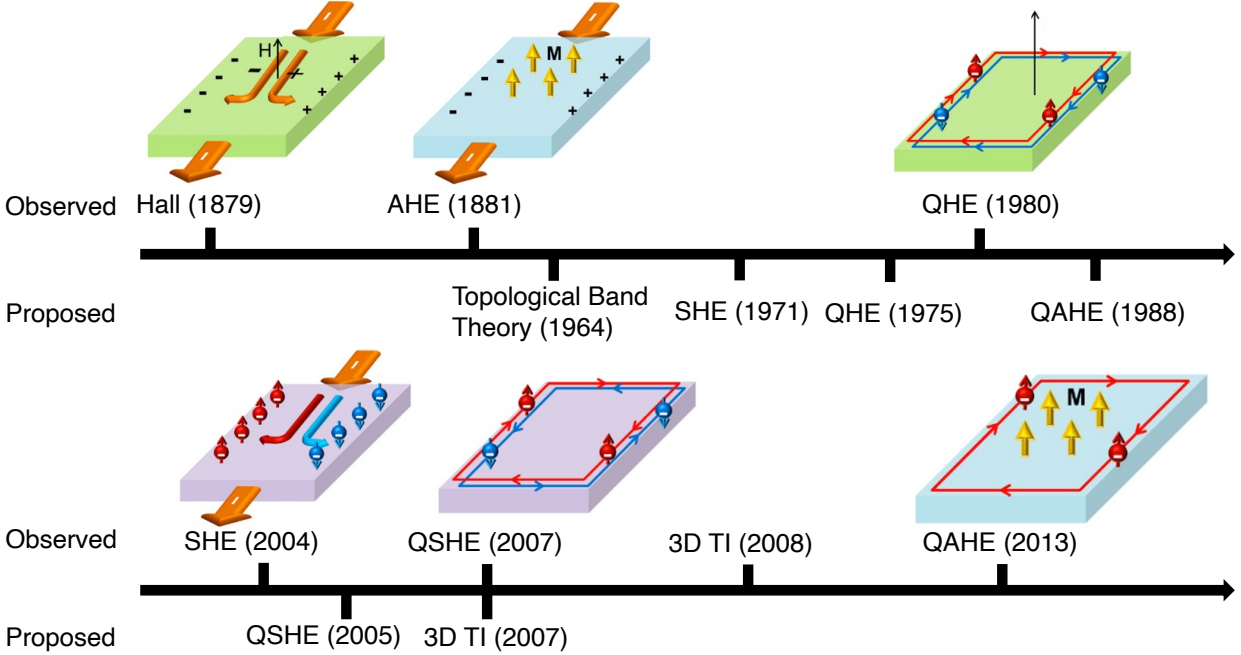 H
M
Observed Hall (1879) AHE (1881) QHE (1980)
Proposed
Topological Band
Theory (1964)
SHE (1971) QHE (1975) QAHE (1988)
M
Observed SHE (2004) QSHE (2007) 3D TI (2008) QAHE (2013)
Proposed QSHE (2005) 3D TI (2007)